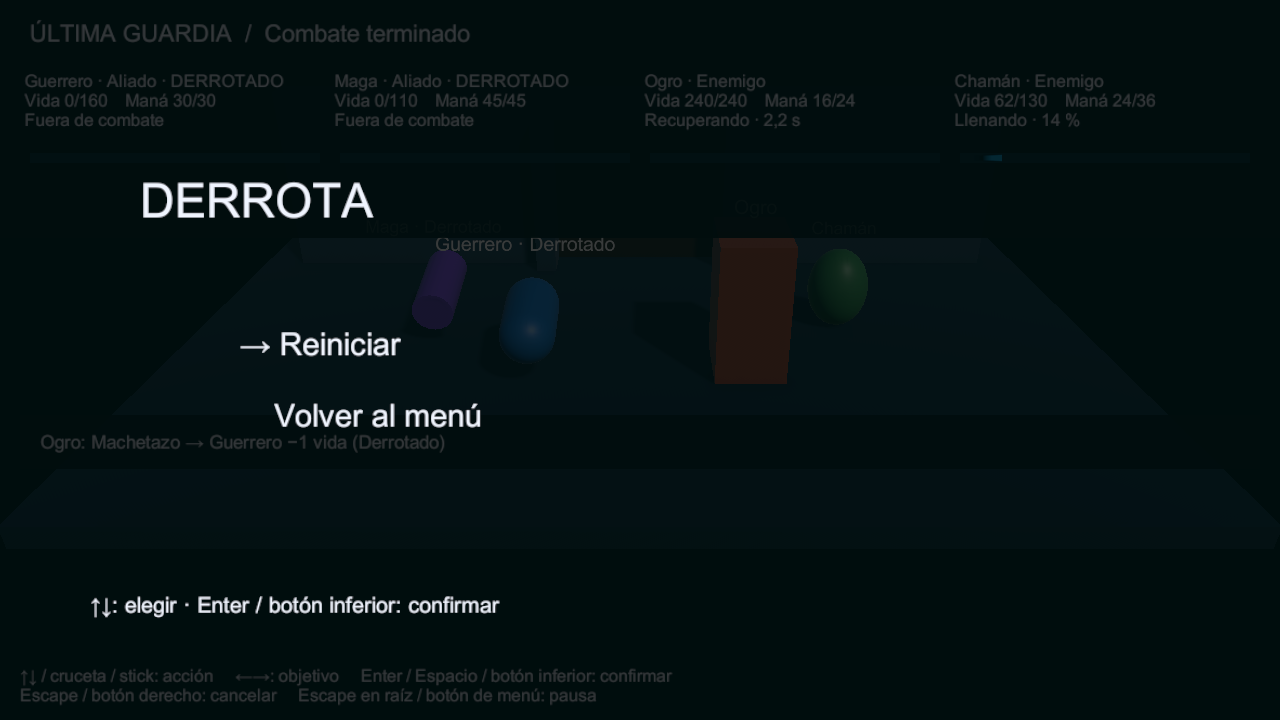 ÚLTIMA GUARDIA / Combate terminado
Guerrero · Aliado · DERROTADO
Vida 0/160 Maná 30/30
Fuera de combate
Maga · Aliado · DERROTADO
Vida 0/110 Maná 45/45
Fuera de combate
Ogro · Enemigo
Vida 240/240 Maná 16/24
Recuperando · 2,2 s
Chamán · Enemigo
Vida 62/130 Maná 24/36
Llenando · 14 %
DERROTA
Ogro
Maga · Derrotado
Chamán
Guerrero · Derrotado
→ Reiniciar
Volver al menú
Ogro: Machetazo → Guerrero −1 vida (Derrotado)
↑↓: elegir · Enter / botón inferior: confirmar
↑↓ / cruceta / stick: acción ←→: objetivo Enter / Espacio / botón inferior: confirmar
Escape / botón derecho: cancelar Escape en raíz / botón de menú: pausa